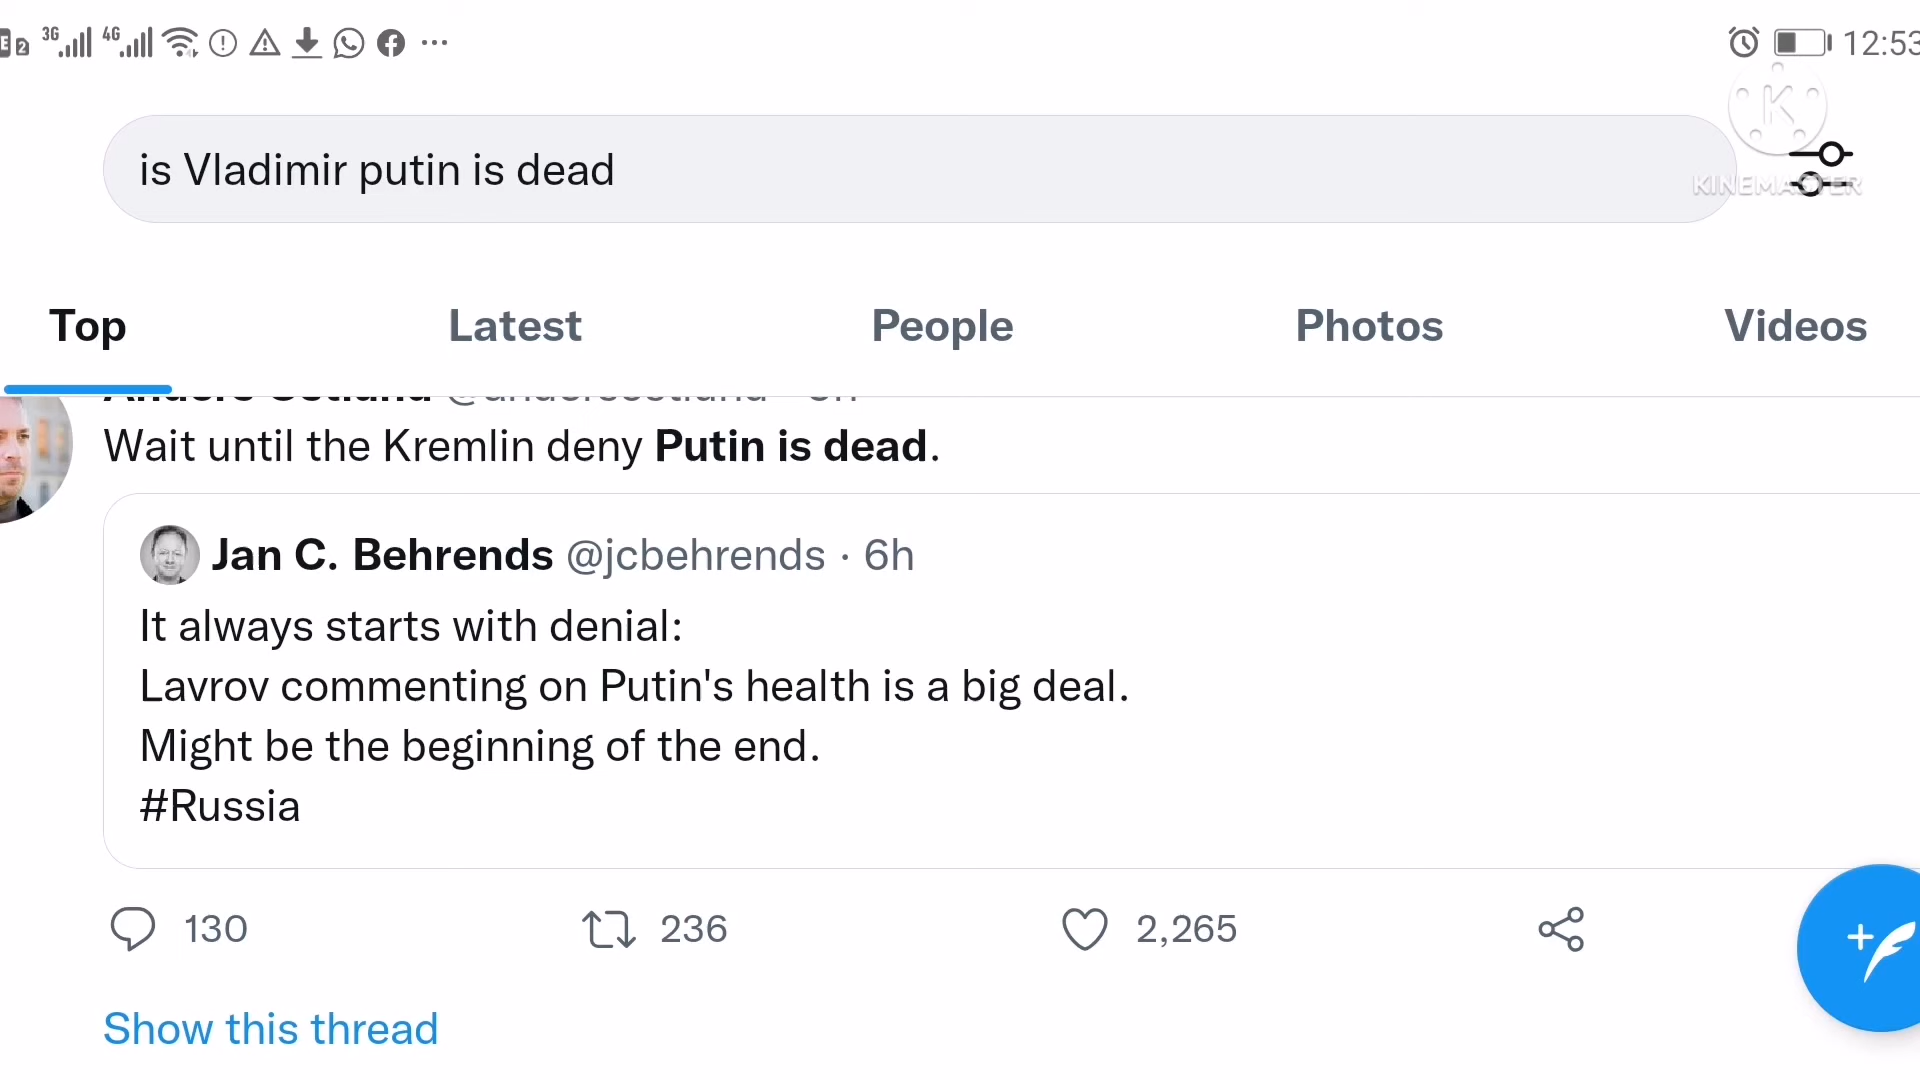 3G 4G 12:53
is Vladimir putin is dead
KINEMASTER
Top Latest People Photos Videos
Wait until the Kremlin deny Putin is dead.
Jan C. Behrends @jcbehrends · 6h
It always starts with denial:
Lavrov commenting on Putin's health is a big deal.
Might be the beginning of the end.
#Russia
130 236 2,265
Show this thread